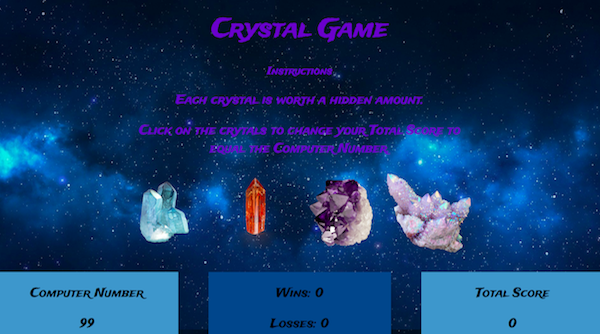 Crystal Game
Instructions
Each crystal is worth a hidden amount.
Click on the crytals to change your Total Score to
equal the Computer Number.
Computer Number
99
Wins: 0
Losses: 0
Total Score
0